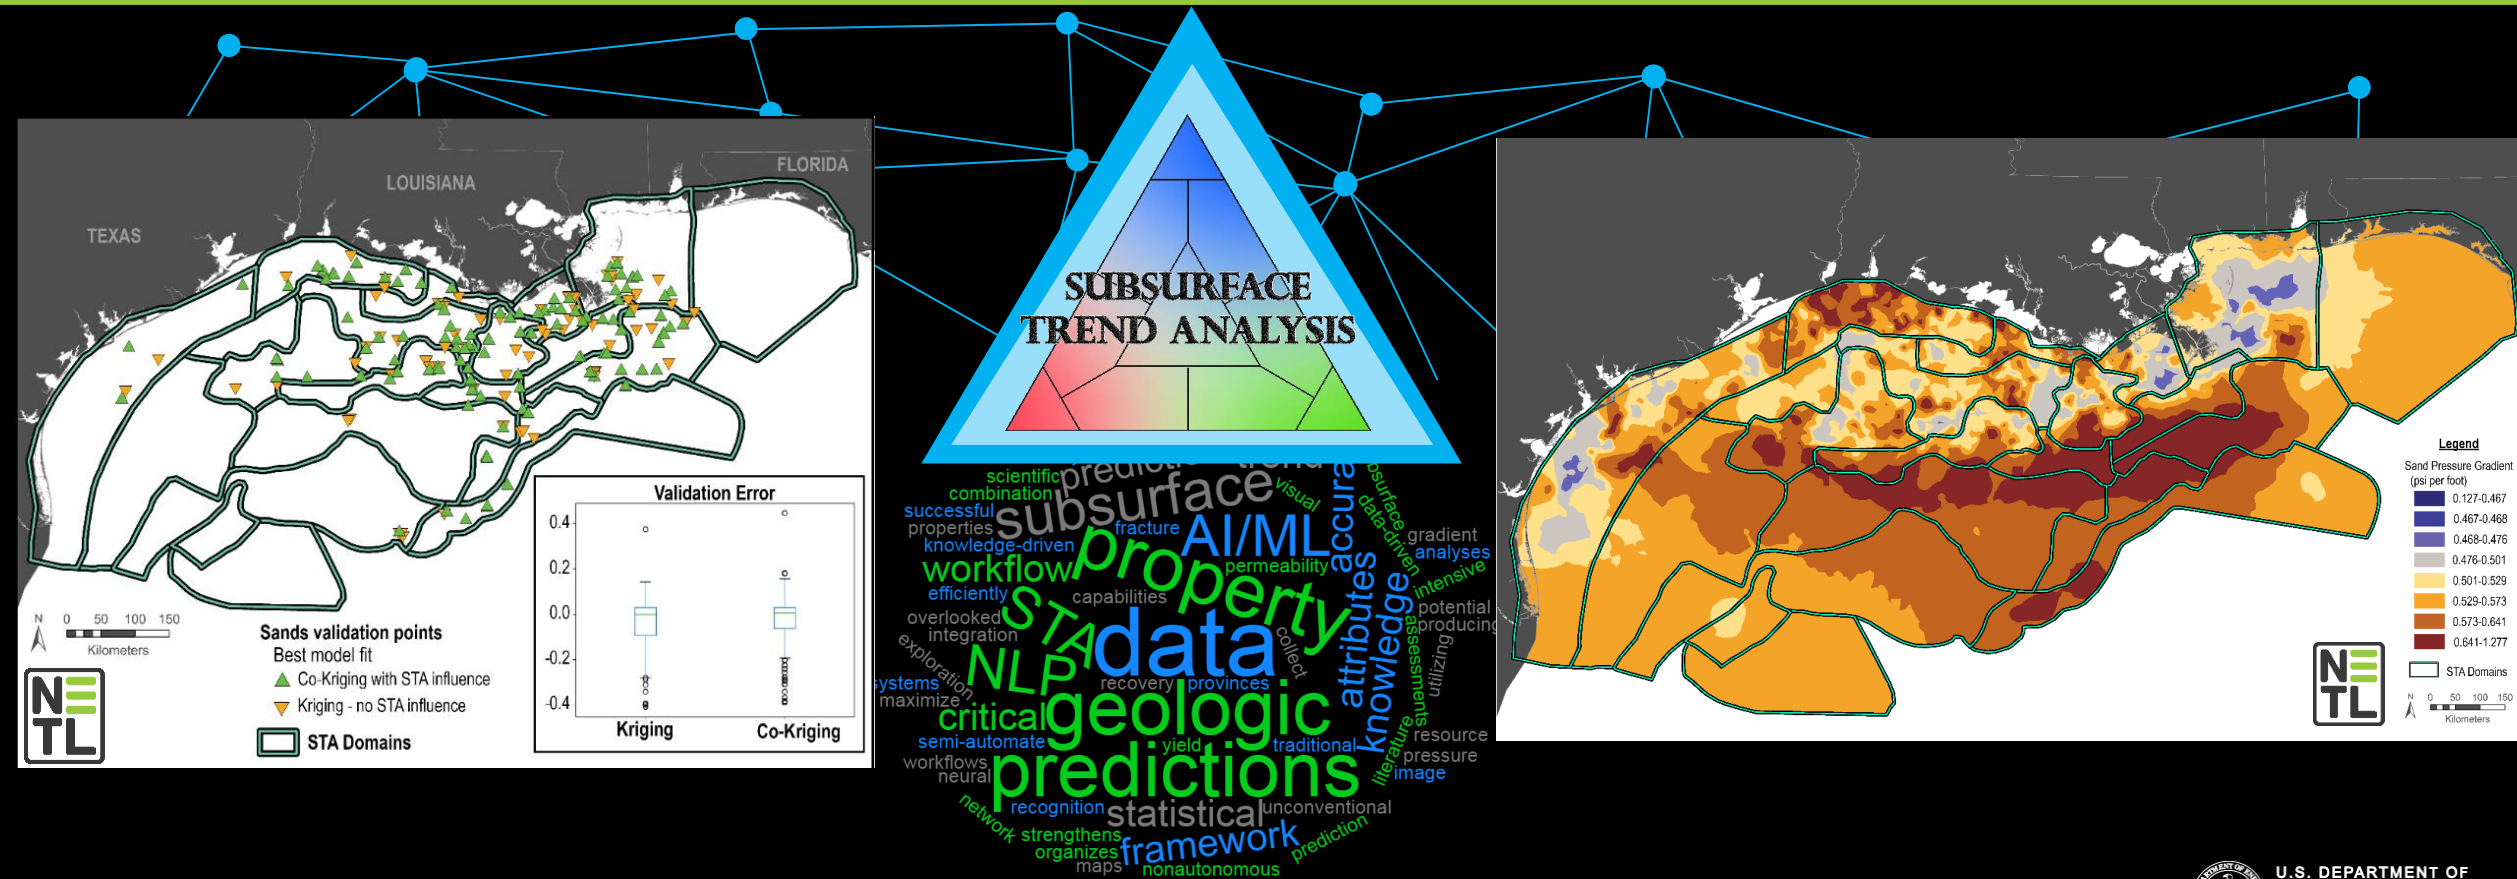 FLORIDA
LOUISIANA
TEXAS
Validation Error
0.4
0.2
0.0
-0.2
-0.4
Kriging
Co-Kriging
N
0 50 100 150
Kilometers
Sands validation points
Best model fit
Co-Kriging with STA influence
Kriging - no STA influence
STA Domains
NE
TL
SUBSURFACE
TREND ANALYSIS
scientific
combination
successful
properties
subsurface
visual
fracture
AI/ML
data-driven
gradient
analyses
knowledge-driven
workflow
property
permeability
intensive
efficiently
capabilities
attributes
knowledge
potential
producing
overlooked
integration
STA
data
collect
assessments
utilizing
exploration
NLP
recovery
provinces
systems
maximize
critical
geologic
semi-automate
yield
traditional
literature
resource
pressure
image
workflows
neural
predictions
recognition
statistical
unconventional
network
strengthens
organizes
framework
prediction
maps
nonautonomous
Legend
Sand Pressure Gradient
(psi per foot)
0.127-0.467
0.467-0.468
0.468-0.476
0.476-0.501
0.501-0.529
0.529-0.573
0.573-0.641
0.641-1.277
STA Domains
N
0 50 100 150
Kilometers
NE
TL
U.S. DEPARTMENT OF